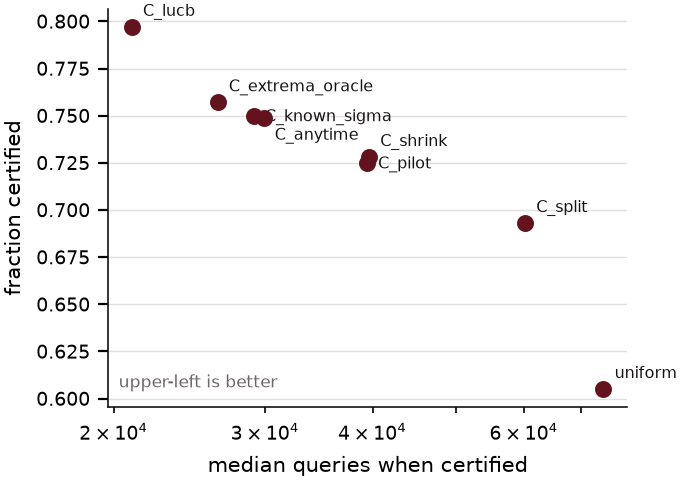 C_lucb
0.800
0.775
C_extrema_oracle
0.750
C_known_sigma
C_anytime
C_shrink
0.725
C_pilot
0.700
C_split
0.675
0.650
0.625
uniform
upper-left is better
0.600
fraction certified
2 × 10⁴
3 × 10⁴
4 × 10⁴
6 × 10⁴
median queries when certified